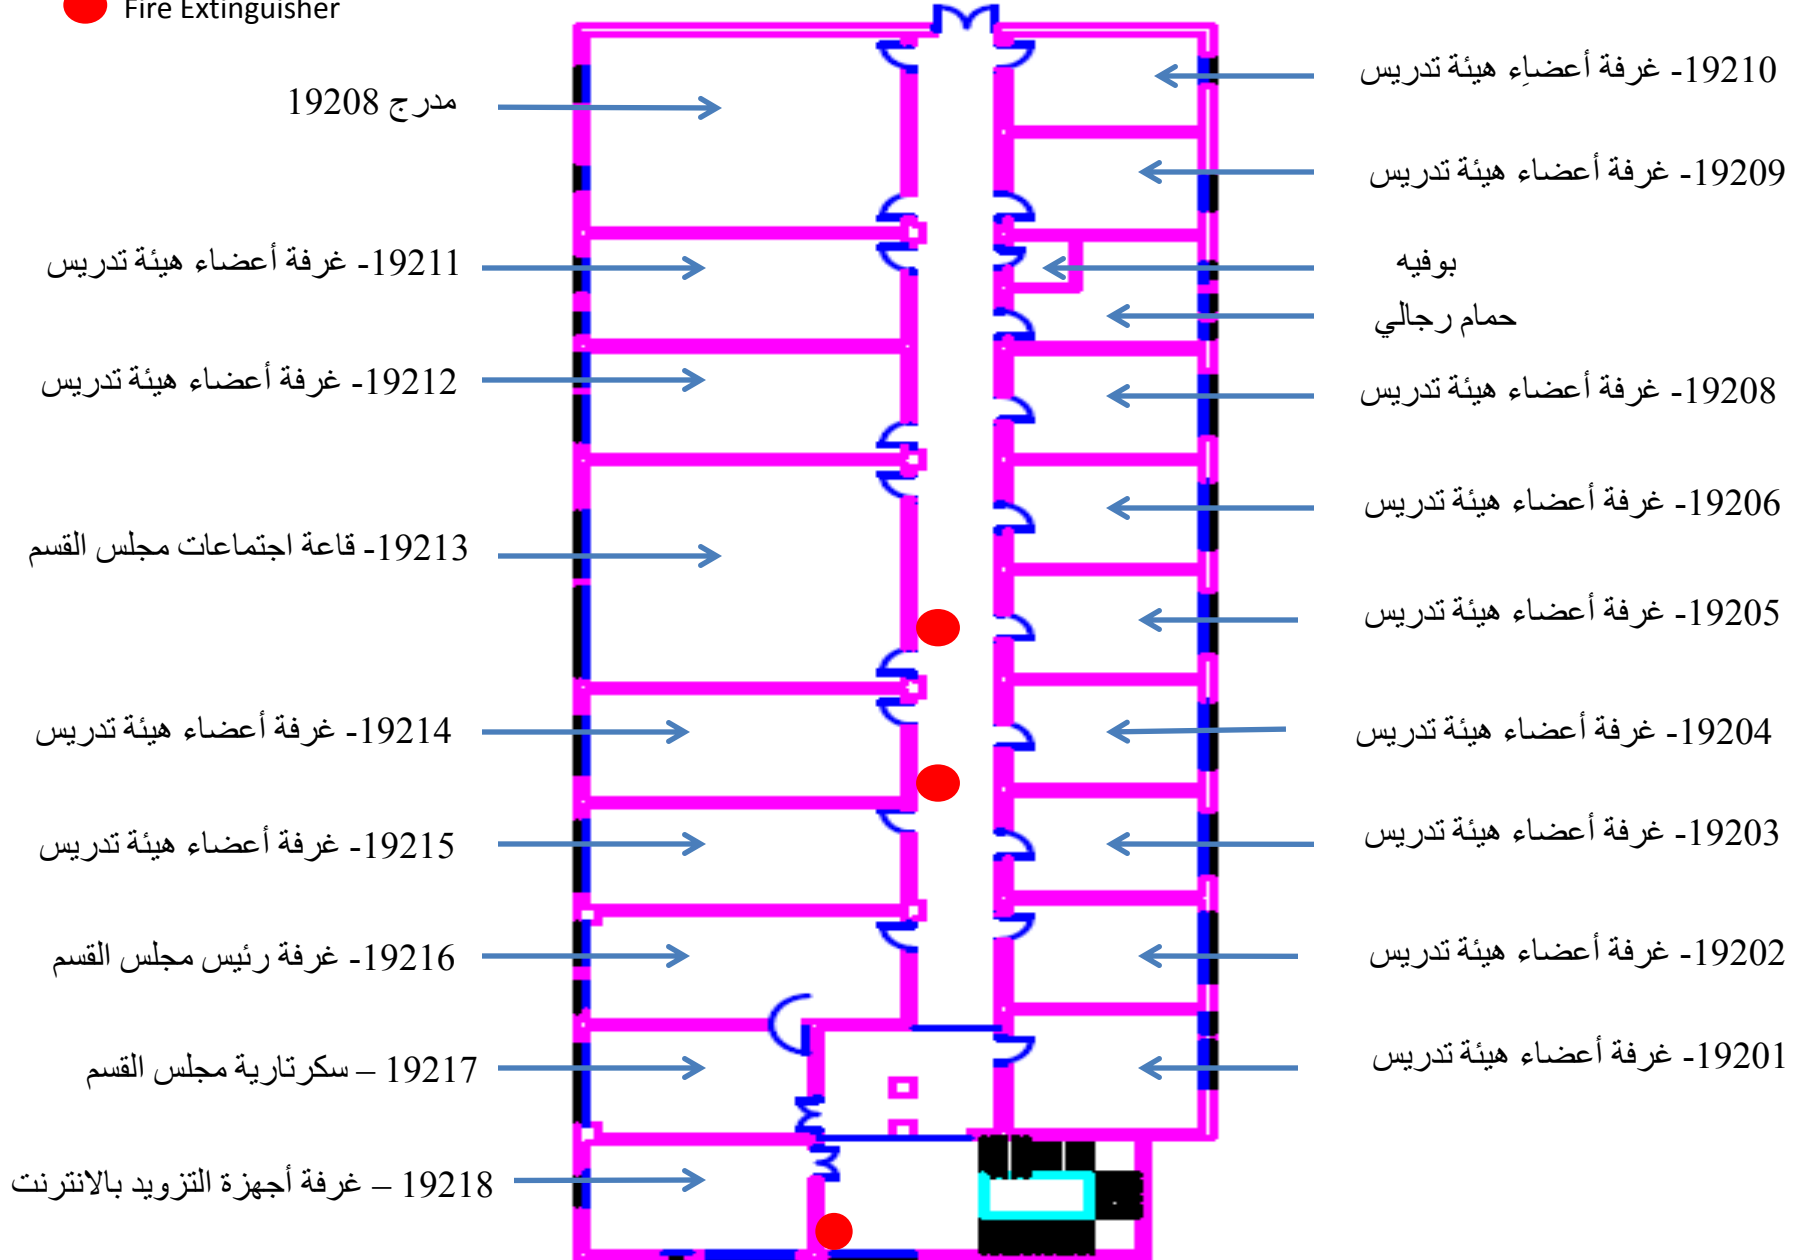 Fire Extinguisher
19210- غرفة أعضاِء هيئة تدريس
مدرج 19208
19209- غرفة أعضاء هيئة تدريس
19211- غرفة أعضاء هيئة تدريس
بوفيه
حمام رجالي
19212- غرفة أعضاء هيئة تدريس
19208- غرفة أعضاء هيئة تدريس
19206- غرفة أعضاء هيئة تدريس
19213- قاعة اجتماعات مجلس القسم
19205- غرفة أعضاء هيئة تدريس
19214- غرفة أعضاء هيئة تدريس
19204- غرفة أعضاء هيئة تدريس
19215- غرفة أعضاء هيئة تدريس
19203- غرفة أعضاء هيئة تدريس
19216- غرفة رئيس مجلس القسم
19202- غرفة أعضاء هيئة تدريس
19217 – سكرتارية مجلس القسم
19201- غرفة أعضاء هيئة تدريس
19218 – غرفة أجهزة التزويد بالانترنت